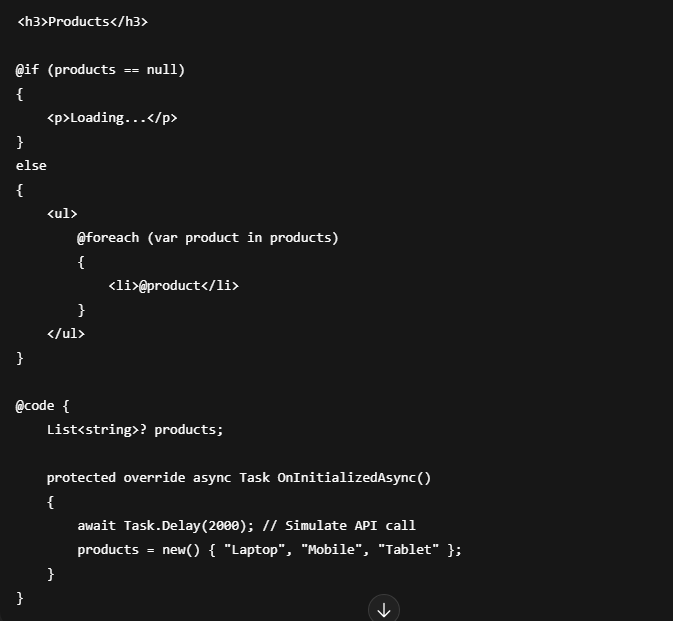 <h3>Products</h3>
@if (products == null)
{
    <p>Loading...</p>
}
else
{
    <ul>
        @foreach (var product in products)
        {
            <li>@product</li>
        }
    </ul>
}
@code {
    List<string>? products;
    protected override async Task OnInitializedAsync()
    {
        await Task.Delay(2000); // Simulate API call
        products = new() { "Laptop", "Mobile", "Tablet" };
    }
}